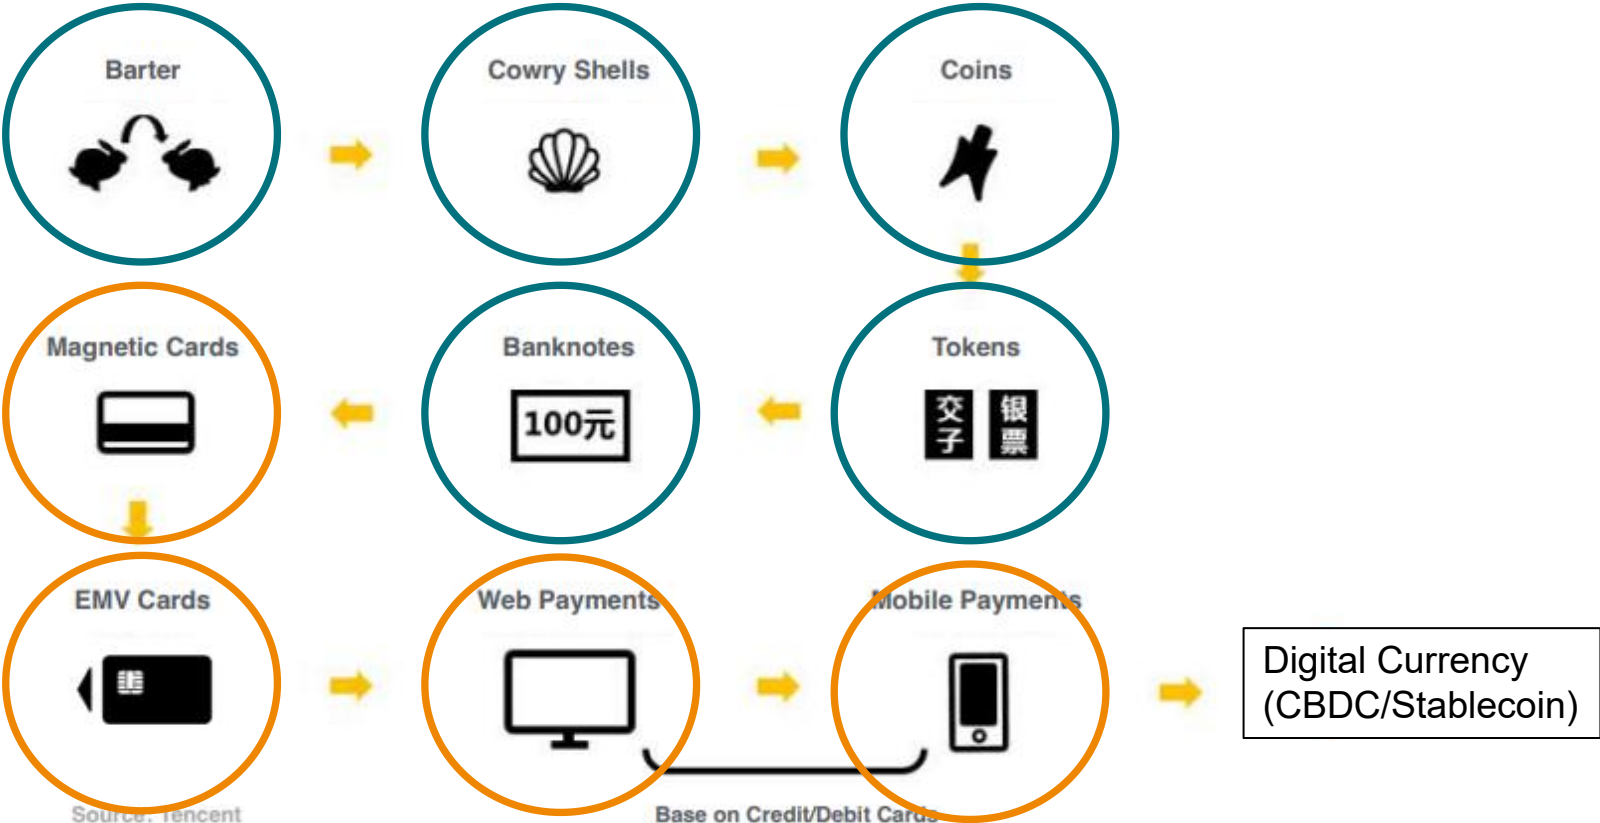 Barter
Cowry Shells
Coins
Magnetic Cards
Banknotes
Tokens
100元
交子
银票
EMV Cards
Web Payments
Mobile Payments
Digital Currency
(CBDC/Stablecoin)
Source: Tencent
Base on Credit/Debit Cards